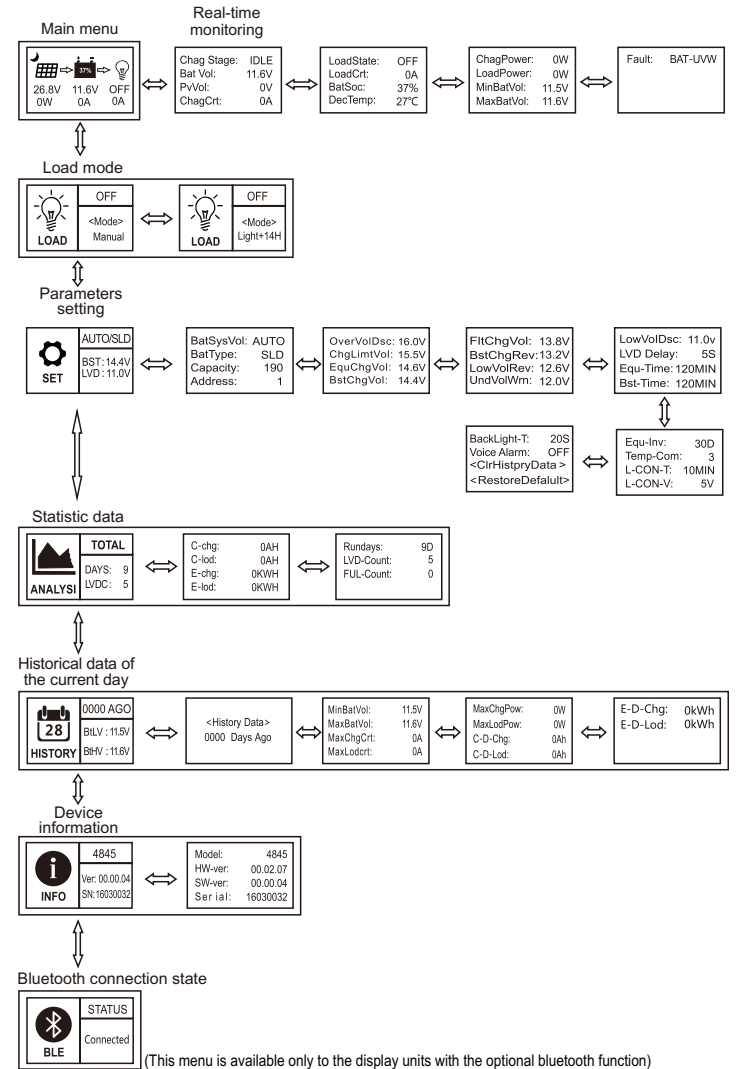 Real-time
Main menu
monitoring
37%
26.8V 11.6V OFF
0W 0A 0A
Chag Stage: IDLE
Bat Vol: 11.6V
PvVol: 0V
ChagCrt: 0A
LoadState: OFF
LoadCrt: 0A
BatSoc: 37%
DecTemp: 27℃
ChagPower: 0W
LoadPower: 0W
MinBatVol: 11.5V
MaxBatVol: 11.6V
Fault: BAT-UVW
Load mode
LOAD
OFF
<Mode>
Manual
LOAD
OFF
<Mode>
Light+14H
Parameters
setting
SET
AUTO/SLD
BST:14.4V
LVD:11.0V
BatSysVol: AUTO
BatType: SLD
Capacity: 190
Address: 1
OverVolDsc: 16.0V
ChgLimtVol: 15.5V
EquChgVol: 14.6V
BstChgVol: 14.4V
FltChgVol: 13.8V
BstChgRev: 13.2V
LowVolRev: 12.6V
UndVolWrn: 12.0V
LowVolDsc: 11.0v
LVD Delay: 5S
Equ-Time: 120MIN
Bst-Time: 120MIN
BackLight-T: 20S
Voice Alarm: OFF
<ClrHistpryData >
<RestoreDefalult>
Equ-Inv: 30D
Temp-Com: 3
L-CON-T: 10MIN
L-CON-V: 5V
Statistic data
ANALYSI
TOTAL
DAYS: 9
LVDC: 5
C-chg: 0AH
C-lod: 0AH
E-chg: 0KWH
E-lod: 0KWH
Rundays: 9D
LVD-Count: 5
FUL-Count: 0
Historical data of
the current day
28
HISTORY
0000 AGO
BtLV : 11.5V
BtHV : 11.6V
<History Data>
0000 Days Ago
MinBatVol: 11.5V
MaxBatVol: 11.6V
MaxChgCrt: 0A
MaxLodcrt: 0A
MaxChgPow: 0W
MaxLodPow: 0W
C-D-Chg: 0Ah
C-D-Lod: 0Ah
E-D-Chg: 0kWh
E-D-Lod: 0kWh
Device
information
i
INFO
4845
Ver: 00.00.04
SN:16030032
Model: 4845
HW-ver: 00.02.07
SW-ver: 00.00.04
Serial: 16030032
Bluetooth connection state
BLE
STATUS
Connected
(This menu is available only to the display units with the optional bluetooth function)